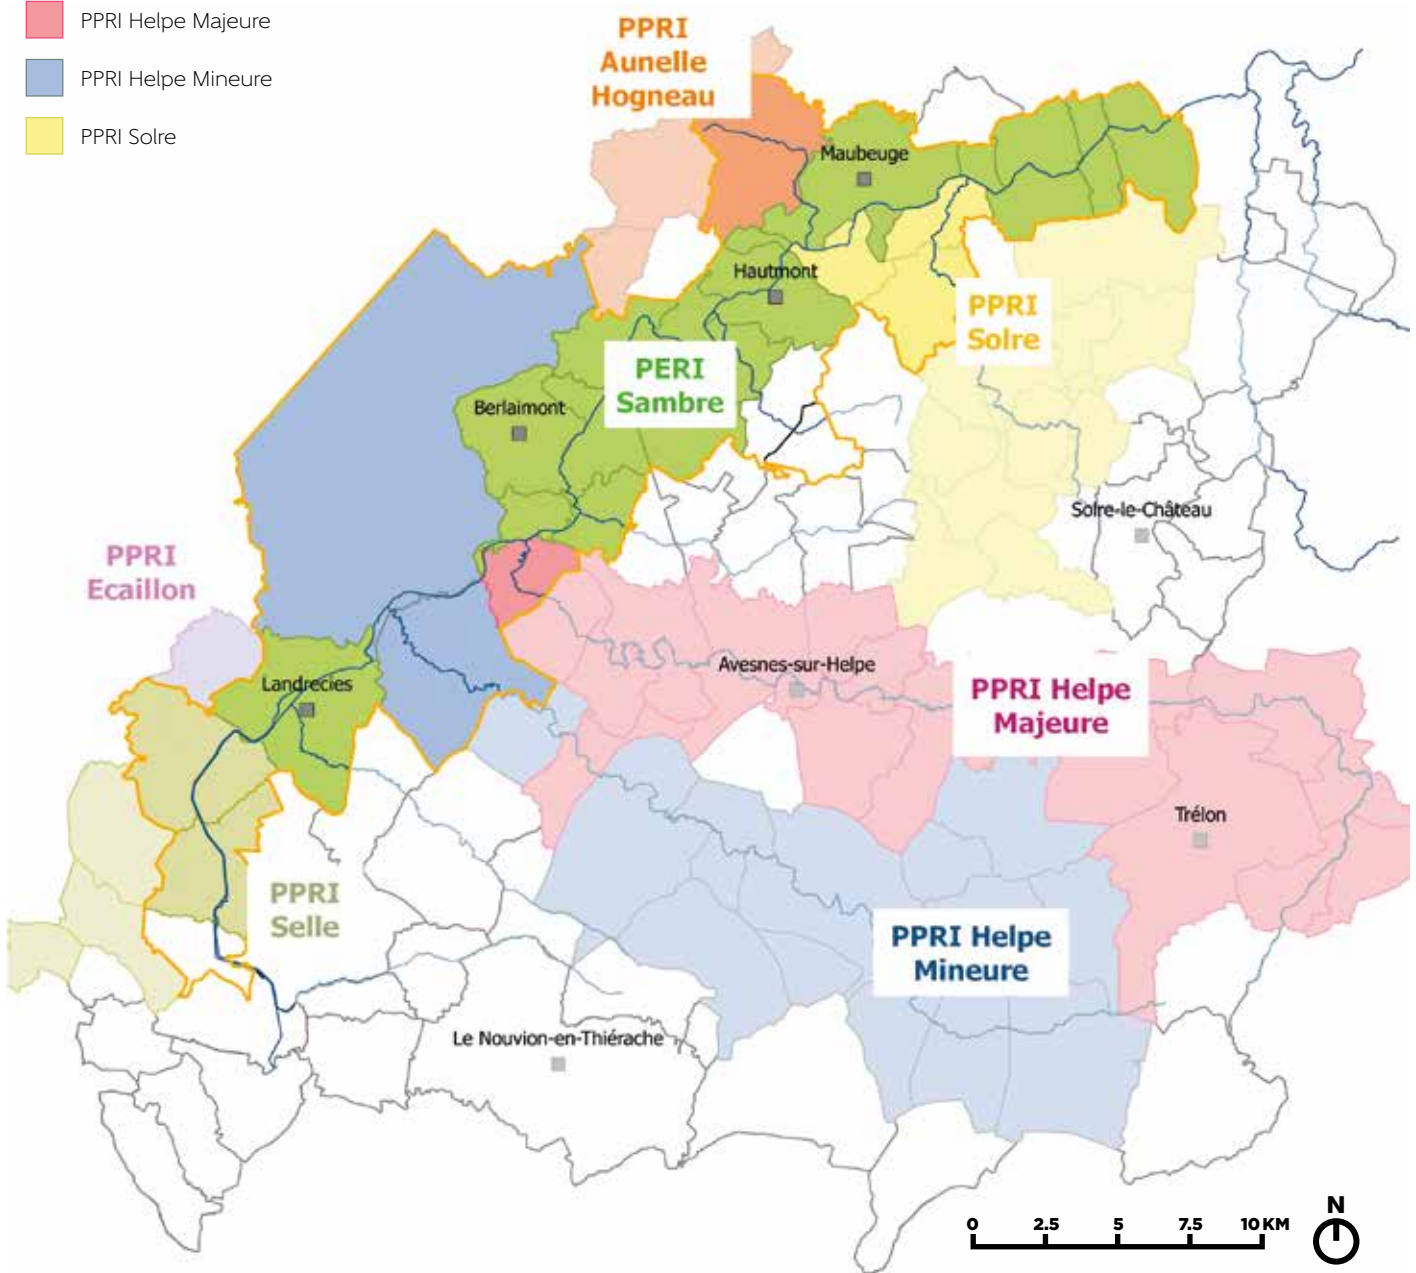 PPRI Helpe Majeure
PPRI Helpe Mineure
PPRI Solre
PPRI
Aunelle
Hogneau
Maubeuge
Hautmont
PPRI
Solre
PERI
Sambre
Berlaimont
Solre-le-Château
PPRI
Ecaillon
Avesnes-sur-Helpe
Landrecies
PPRI Helpe
Majeure
Trélon
PPRI
Selle
PPRI Helpe
Mineure
Le Nouvion-en-Thiérache
0 2.5 5 7.5 10 KM
N